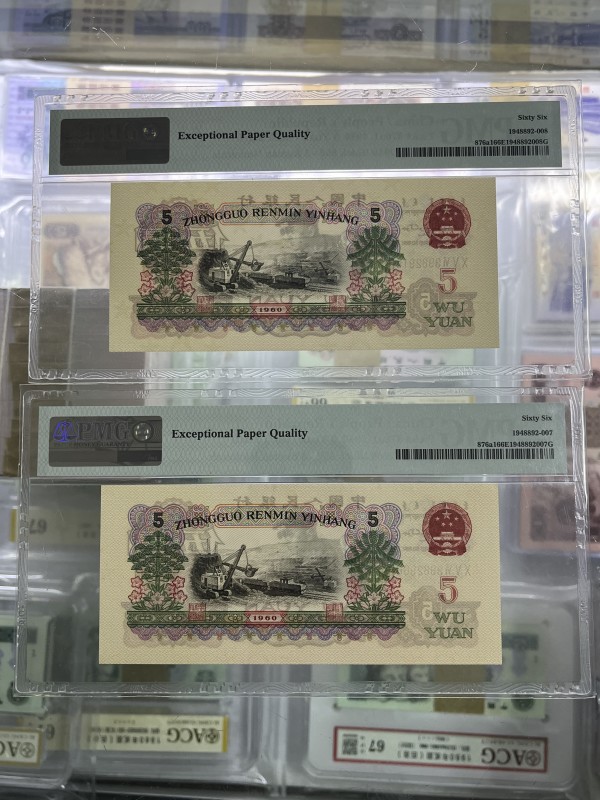 Sixty Six
Exceptional Paper Quality
1948892-008
876a166E1948892008G
5
ZHONGGUO RENMIN YINHANG
5
5
WU
YUAN
1960
Sixty Six
PMG
Exceptional Paper Quality
1948892-007
876a166E1948892007G
5
ZHONGGUO RENMIN YINHANG
5
5
WU
YUAN
1960
67
ACG
ACG
67
ACG